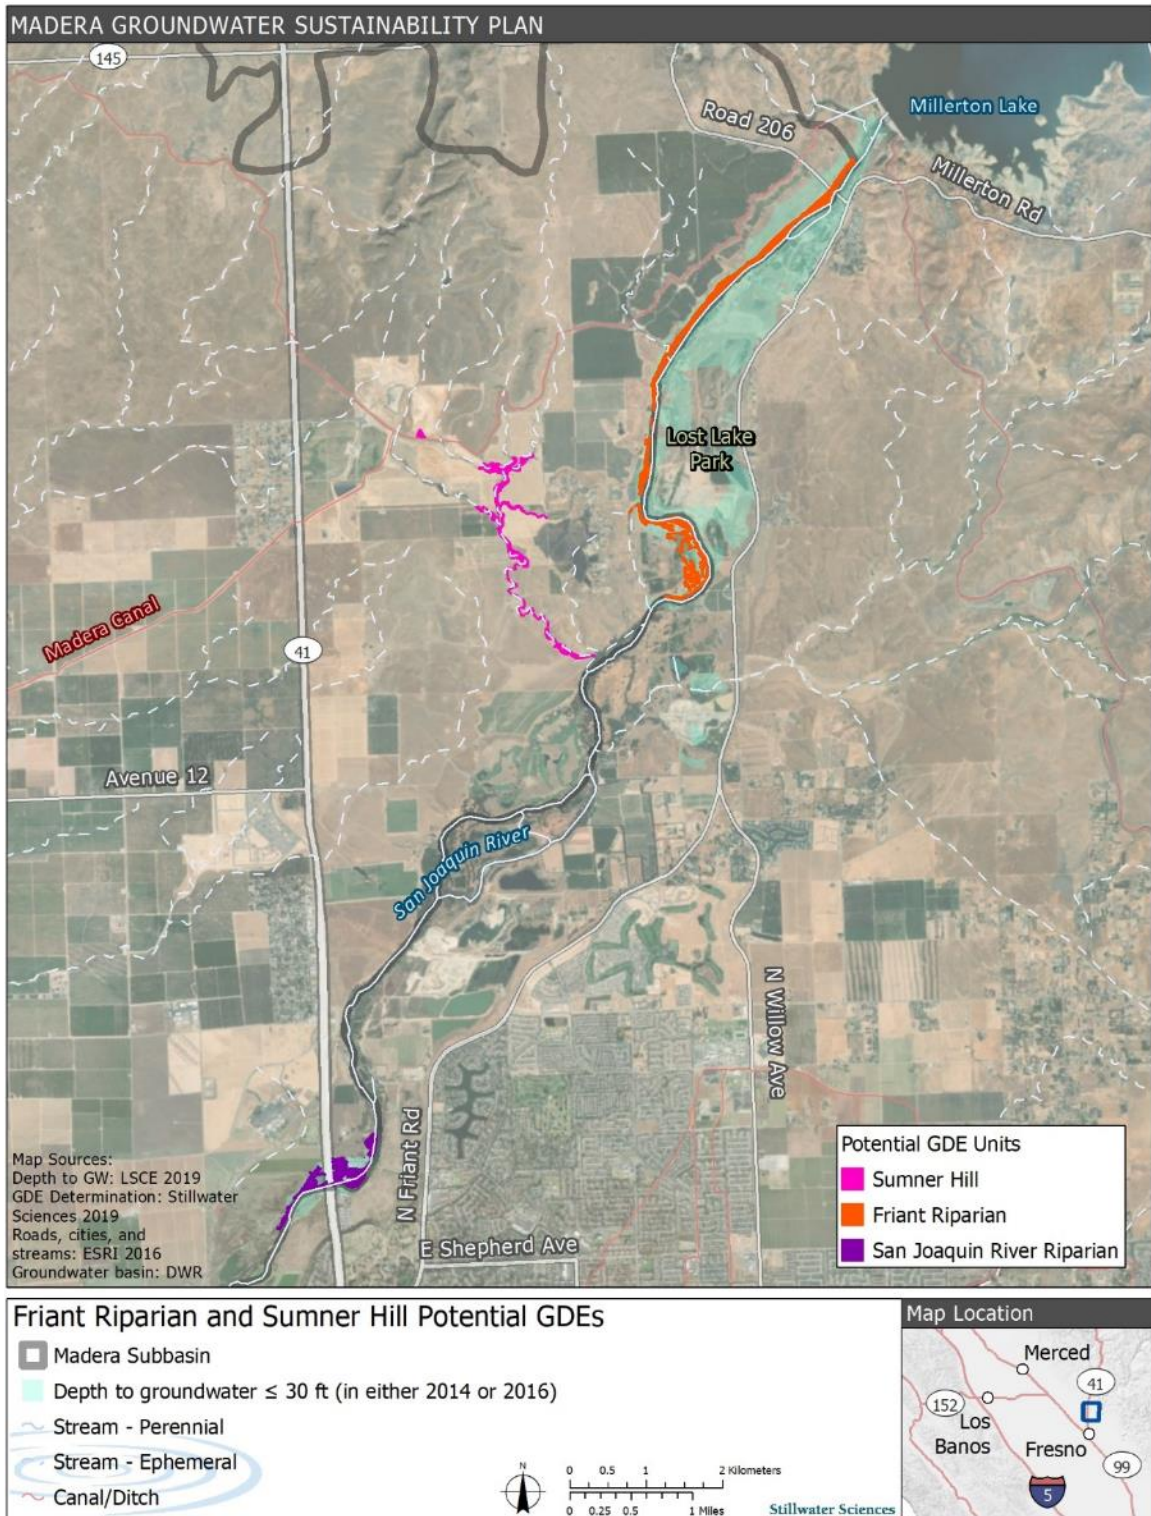 MADERA GROUNDWATER SUSTAINABILITY PLAN
145
Millerton Lake
Road 206
Millerton Rd
Lost Lake
Park
Madera Canal
41
Avenue 12
San Joaquin River
N Willow Ave
N Friant Rd
E Shepherd Ave
Map Sources:
Depth to GW: LSCE 2019
GDE Determination: Stillwater
Sciences 2019
Roads, cities, and
streams: ESRI 2016
Groundwater basin: DWR
Potential GDE Units
Sumner Hill
Friant Riparian
San Joaquin River Riparian
Friant Riparian and Sumner Hill Potential GDEs
Madera Subbasin
Depth to groundwater ≤ 30 ft (in either 2014 or 2016)
Stream - Perennial
Stream - Ephemeral
Canal/Ditch
N
0 0.5 1 2 Kilometers
0 0.25 0.5 1 Miles
Stillwater Sciences
Map Location
Merced
41
152
Los
Banos
Fresno
99
5